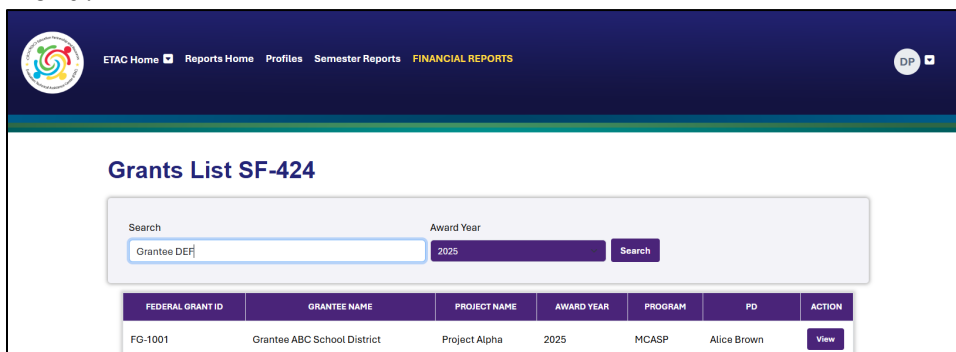 ETAC Home Reports Home Profiles Semester Reports FINANCIAL REPORTS DP
Grants List SF-424
Search Award Year
Grantee DEF 2025 Search
FEDERAL GRANT ID GRANTEE NAME PROJECT NAME AWARD YEAR PROGRAM PD ACTION
FG-1001 Grantee ABC School District Project Alpha 2025 MCASP Alice Brown View